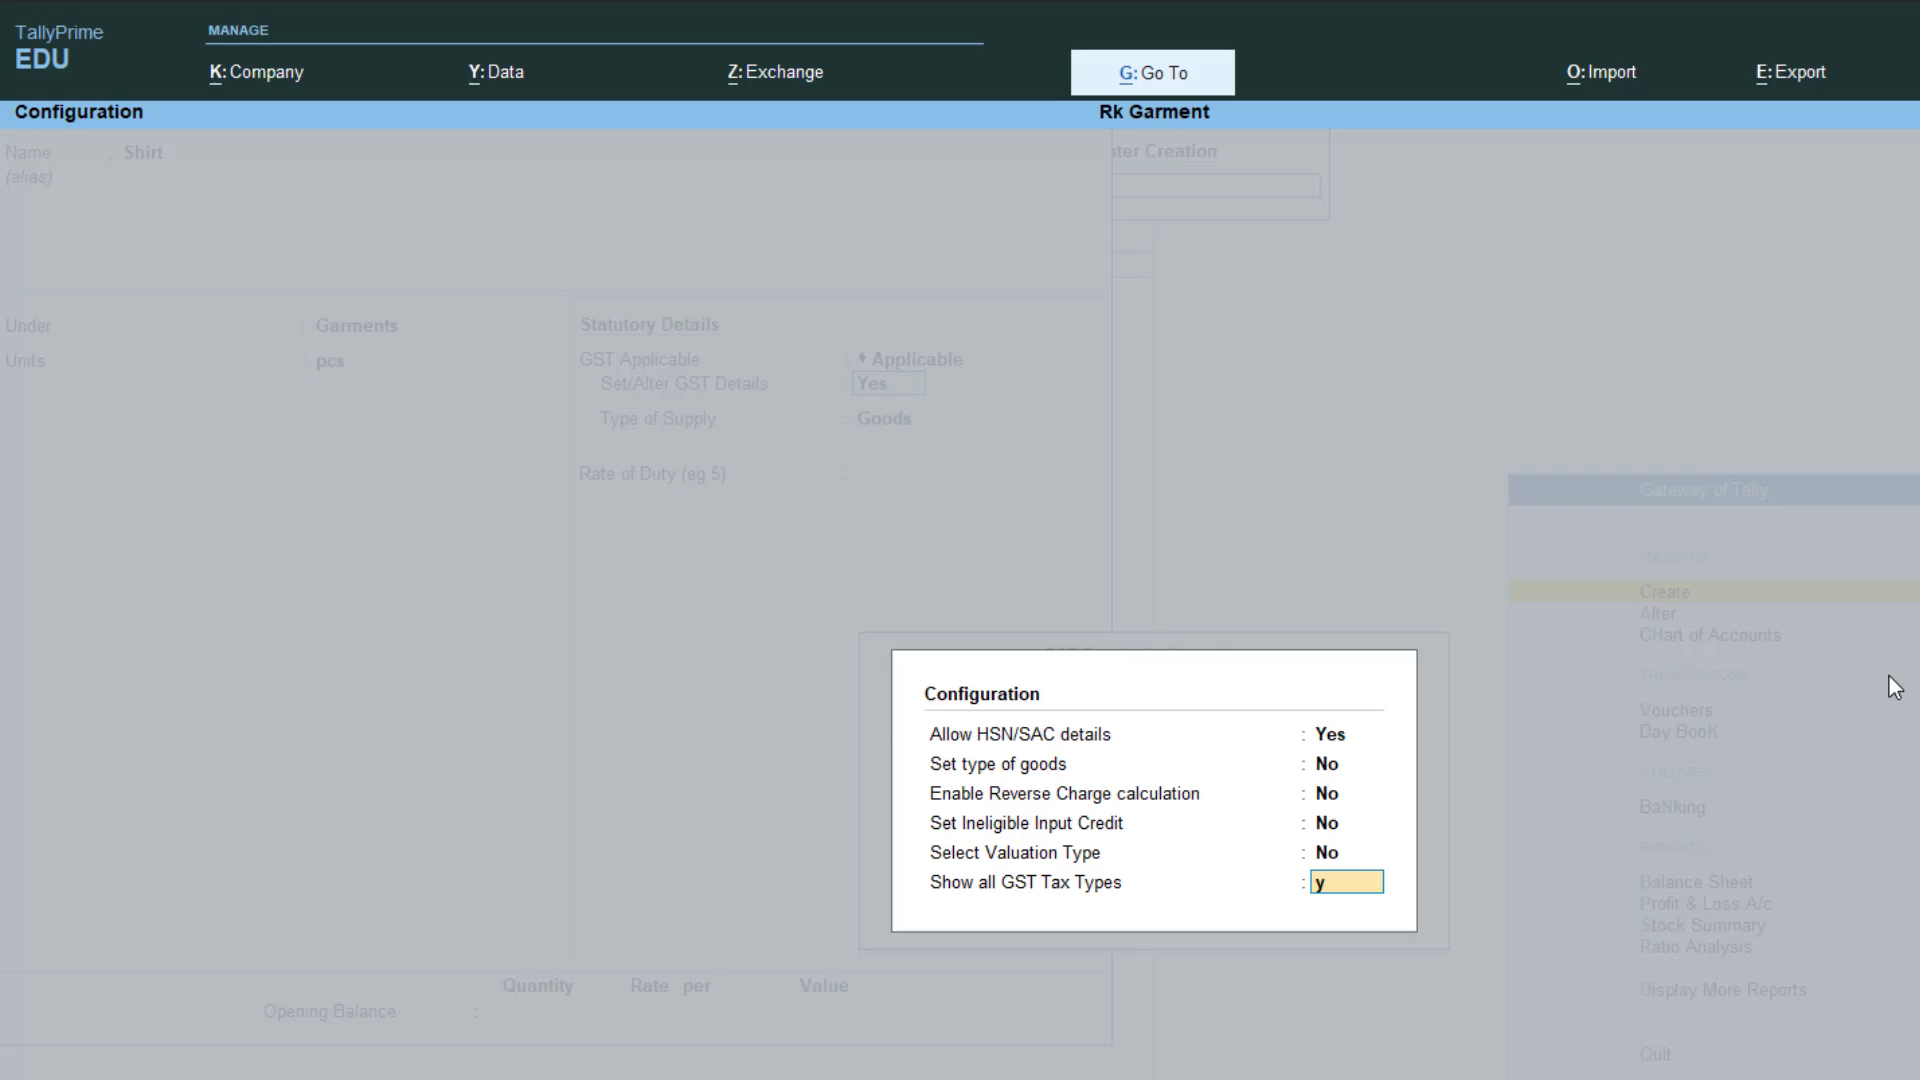 TallyPrime
EDU
MANAGE
K: Company
Y: Data
Z: Exchange
G: Go To
O: Import
E: Export
Configuration
Rk Garment
Name : Shirt
(alias) :
ster Creation
Under : Garments
Units : pcs
Statutory Details
GST Applicable : ♦ Applicable
Set/Alter GST Details : Yes
Type of Supply : Goods
Rate of Duty (eg 5) :
Configuration
Allow HSN/SAC details : Yes
Set type of goods : No
Enable Reverse Charge calculation : No
Set Ineligible Input Credit : No
Select Valuation Type : No
Show all GST Tax Types : y
Quantity Rate per Value
Opening Balance :
Gateway of Tally
MASTERS
Create
Alter
CHart of Accounts
TRANSACTIONS
Vouchers
Day BooK
UTILITIES
BaNking
REPORTS
Balance Sheet
Profit & Loss A/c
Stock Summary
Ratio Analysis
Display More Reports
Quit